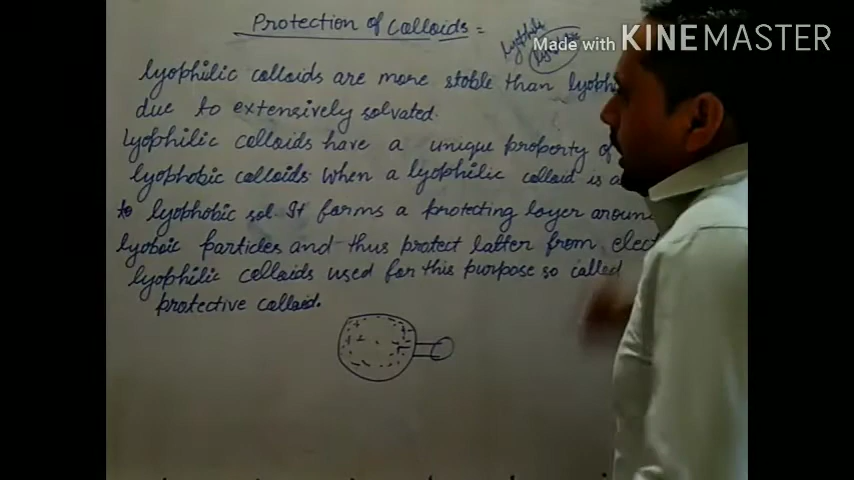 Protection of Colloids =
Made with KINEMASTER
lyophilic colloids are more stable than
due to extensively solvated.
Lyophilic colloids have a unique property of
lyophobic colloids. When a lyophilic colloid is
to lyophobic sol. It forms a protecting layer
particles and thus protect latter from
lyophilic colloids used for this purpose so called
protective colloid.